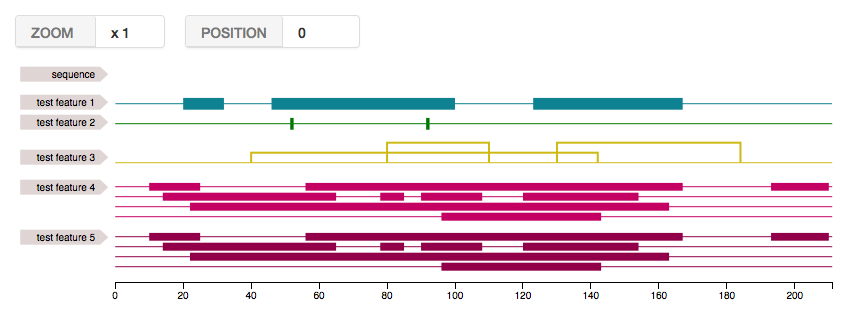 ZOOM x 1 POSITION 0
sequence
test feature 1
test feature 2
test feature 3
test feature 4
test feature 5
0 20 40 60 80 100 120 140 160 180 200